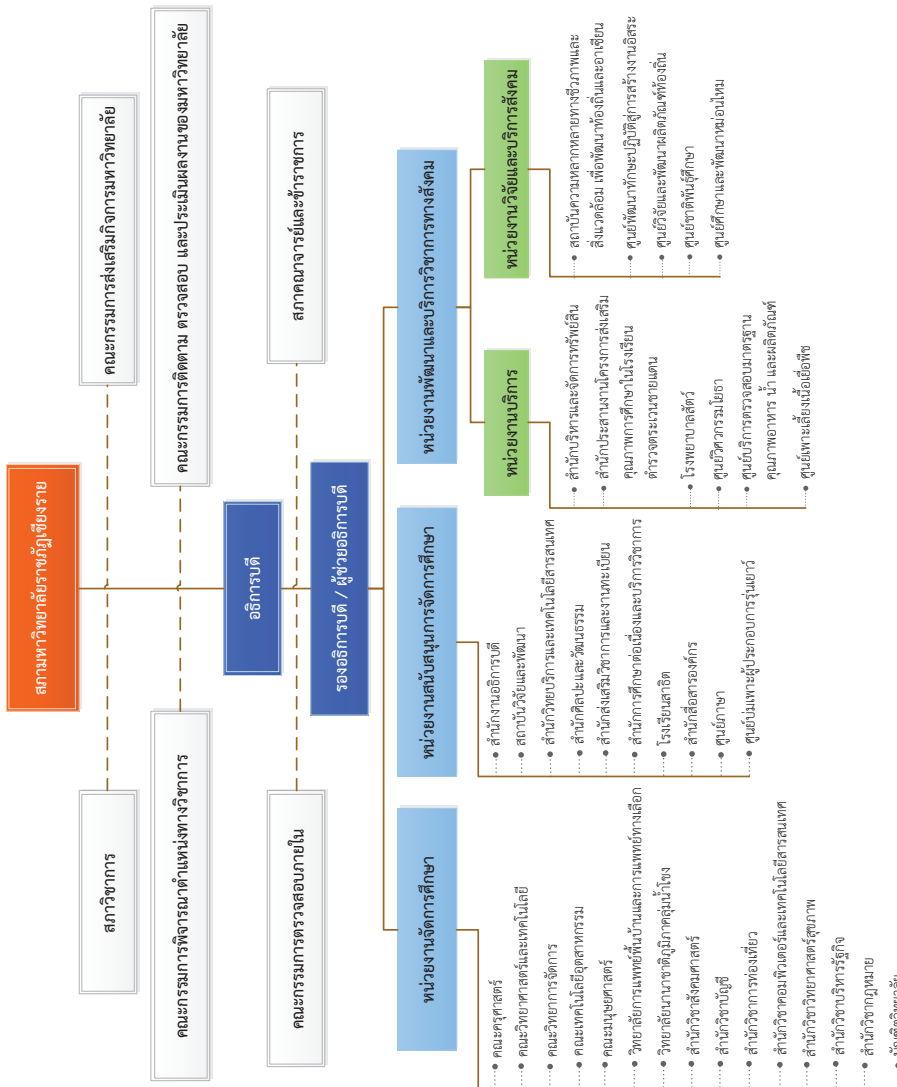 สภามหาวิทยาลัยราชภัฏเชียงราย
สภาวิชาการ
คณะกรรมการส่งเสริมกิจการมหาวิทยาลัย
คณะกรรมการพิจารณาตำแหน่งทางวิชาการ
คณะกรรมการติดตาม ตรวจสอบ และประเมินผลงานของมหาวิทยาลัย
อธิการบดี
คณะกรรมการตรวจสอบภายใน
สภาคณาจารย์และข้าราชการ
รองอธิการบดี / ผู้ช่วยอธิการบดี
หน่วยงานจัดการศึกษา
คณะครุศาสตร์
คณะวิทยาศาสตร์และเทคโนโลยี
คณะวิทยาการจัดการ
คณะเทคโนโลยีอุตสาหกรรม
คณะมนุษยศาสตร์
วิทยาลัยการแพทย์พื้นบ้านและการแพทย์ทางเลือก
วิทยาลัยนานาชาติภูมิภาคลุ่มน้ำโขง
สำนักวิชาสังคมศาสตร์
สำนักวิชาบัญชี
สำนักวิชาการท่องเที่ยว
สำนักวิชาคอมพิวเตอร์และเทคโนโลยีสารสนเทศ
สำนักวิชาวิทยาศาสตร์สุขภาพ
สำนักวิชาบริหารรัฐกิจ
สำนักวิชากฎหมาย
หน่วยงานสนับสนุนการจัดการศึกษา
สำนักงานอธิการบดี
สถาบันวิจัยและพัฒนา
สำนักวิทยบริการและเทคโนโลยีสารสนเทศ
สำนักศิลปะและวัฒนธรรม
สำนักส่งเสริมวิชาการและงานทะเบียน
สำนักการศึกษาต่อเนื่องและบริการวิชาการ
โรงเรียนสาธิต
สำนักสื่อสารองค์กร
ศูนย์ภาษา
ศูนย์บ่มเพาะผู้ประกอบการรุ่นเยาว์
หน่วยงานพัฒนาและบริการวิชาการทางสังคม
หน่วยงานบริการ
สำนักบริหารและจัดการทรัพย์สิน
สำนักประสานงานโครงการส่งเสริม
คุณภาพการศึกษาในโรงเรียน
ตำรวจตระเวนชายแดน
โรงพยาบาลสัตว์
ศูนย์วิศวกรรมโยธา
ศูนย์บริการตรวจสอบมาตรฐาน
คุณภาพอาหาร น้ำ และผลิตภัณฑ์
ศูนย์เพาะเลี้ยงเนื้อเยื่อพืช
หน่วยงานวิจัยและบริการสังคม
สถาบันความหลากหลายทางชีวภาพและ
สิ่งแวดล้อม เพื่อพัฒนาท้องถิ่นและอาเซียน
ศูนย์พัฒนาทักษะปฏิบัติสู่การสร้างงานอิสระ
ศูนย์วิจัยและพัฒนาผลิตภัณฑ์ท้องถิ่น
ศูนย์ชาติพันธุ์ศึกษา
ศูนย์ศึกษาและพัฒนาหม่อนไหม